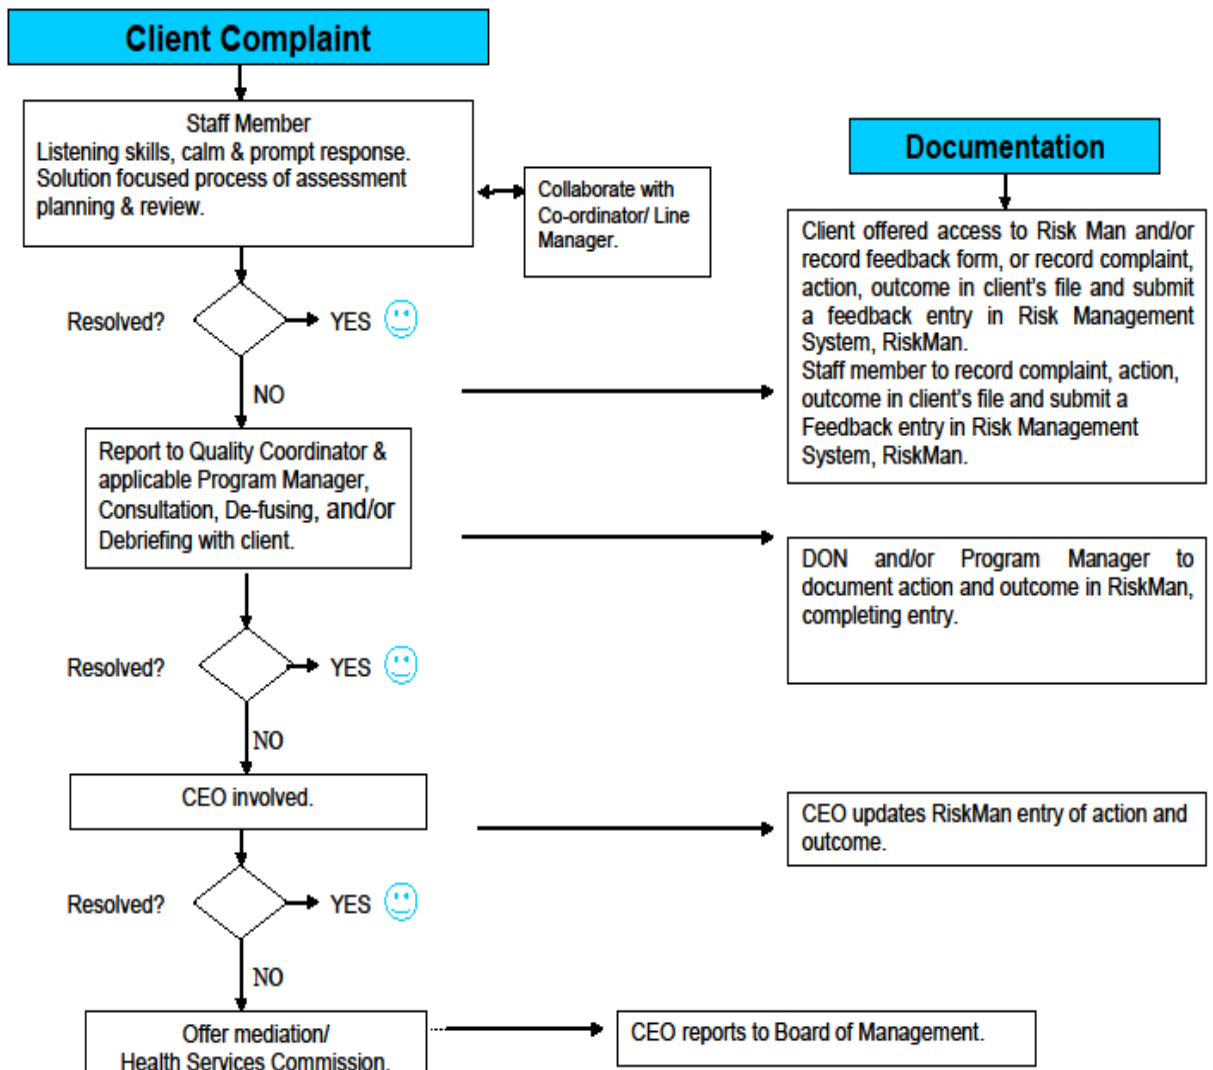 Client Complaint
Staff Member
Listening skills, calm & prompt response.
Solution focused process of assessment
planning & review.
Collaborate with
Co-ordinator/ Line
Manager.
Resolved?
YES
NO
Report to Quality Coordinator &
applicable Program Manager,
Consultation, De-fusing, and/or
Debriefing with client.
Resolved?
YES
NO
CEO involved.
Resolved?
YES
NO
Offer mediation/
Health Services Commission.
Documentation
Client offered access to Risk Man and/or
record feedback form, or record complaint,
action, outcome in client's file and submit
a feedback entry in Risk Management
System, RiskMan.
Staff member to record complaint, action,
outcome in client's file and submit a
Feedback entry in Risk Management
System, RiskMan.
DON and/or Program Manager to
document action and outcome in RiskMan,
completing entry.
CEO updates RiskMan entry of action and
outcome.
CEO reports to Board of Management.